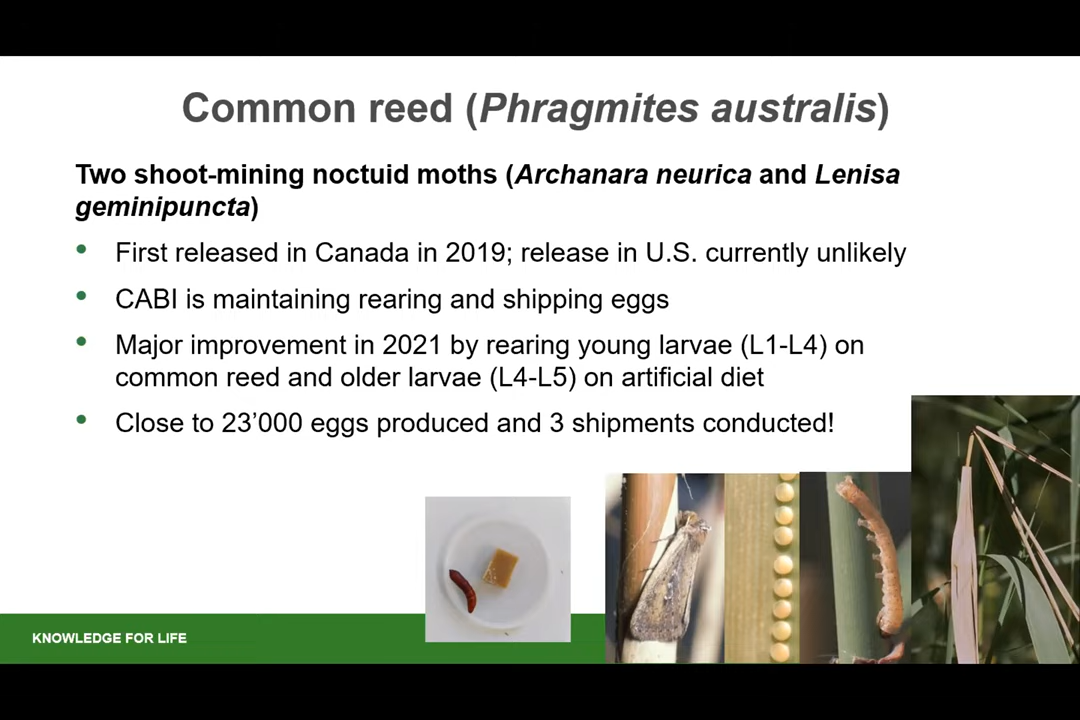 Common reed (Phragmites australis)
Two shoot-mining noctuid moths (Archanara neurica and Lenisa
geminipuncta)
• First released in Canada in 2019; release in U.S. currently unlikely
• CABI is maintaining rearing and shipping eggs
• Major improvement in 2021 by rearing young larvae (L1-L4) on
common reed and older larvae (L4-L5) on artificial diet
• Close to 23’000 eggs produced and 3 shipments conducted!
KNOWLEDGE FOR LIFE